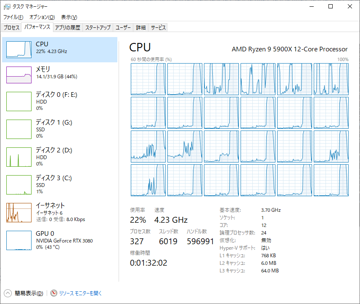 タスク マネージャー
ファイル(F) オプション(O) 表示(V)
プロセス パフォーマンス アプリの履歴 スタートアップ ユーザー 詳細 サービス
CPU
22% 4.23 GHz
メモリ
14.1/31.9 GB (44%)
ディスク 0 (F: E:)
HDD
0%
ディスク 1 (G:)
SSD
0%
ディスク 2 (D:)
HDD
0%
ディスク 3 (C:)
SSD
1%
イーサネット
イーサネット 6
送信: 0 受信: 8.0 Kbps
GPU 0
NVIDIA GeForce RTX 3080
0% (43 °C)
CPU
AMD Ryzen 9 5900X 12-Core Processor
60 秒間の使用率 (%)
100%
使用率 速度
22% 4.23 GHz
プロセス数 スレッド数 ハンドル数
327 6019 596991
稼働時間
0:01:32:02
基本速度: 3.70 GHz
ソケット: 1
コア: 12
論理プロセッサ数: 24
仮想化: 無効
Hyper-V サポート: はい
L1 キャッシュ: 768 KB
L2 キャッシュ: 6.0 MB
L3 キャッシュ: 64.0 MB
簡易表示(D) リソース モニターを開く